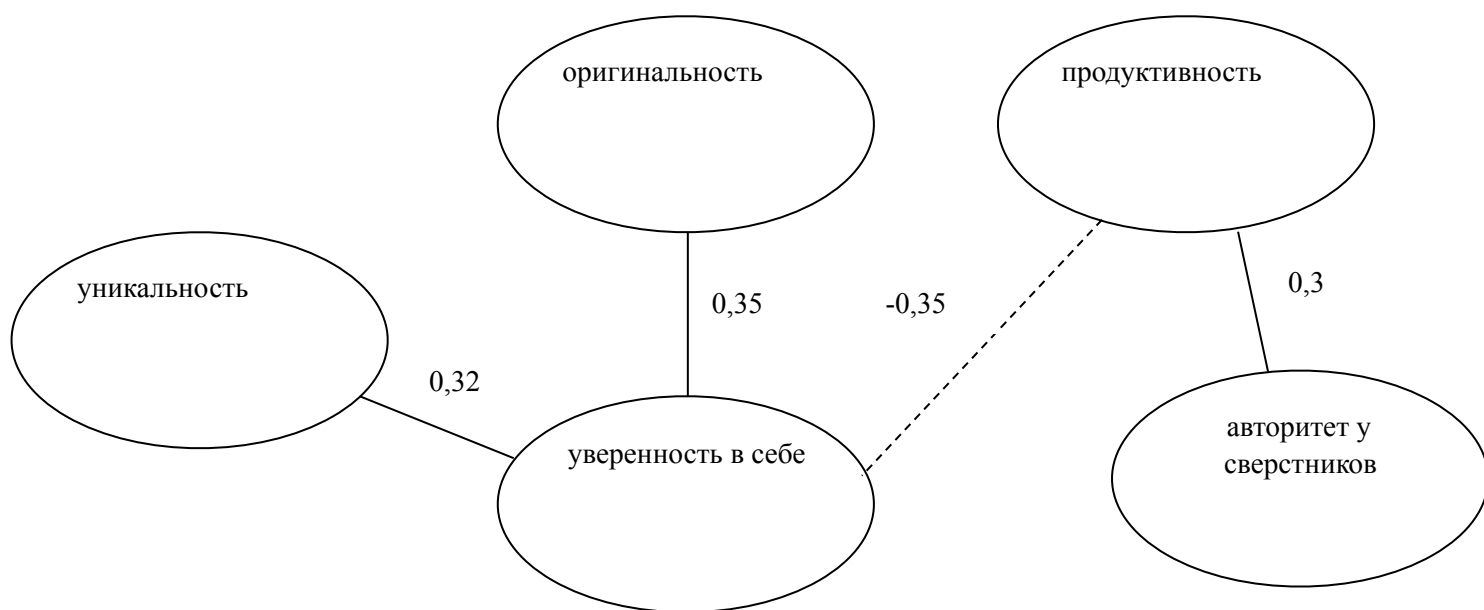 оригинальность
продуктивность
уникальность
0,35
-0,35
0,3
0,32
уверенность в себе
авторитет у
сверстников